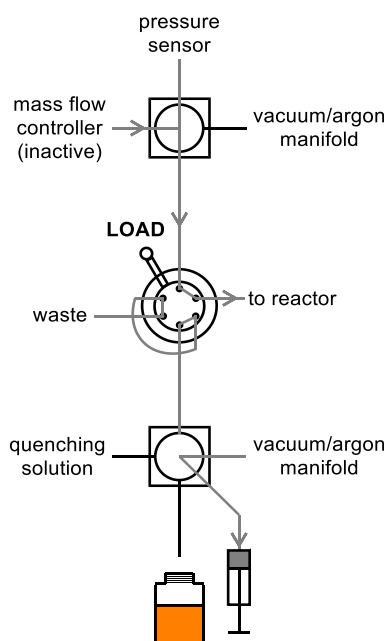 pressure
sensor
mass flow
controller
(inactive)
vacuum/argon
manifold
LOAD
waste
to reactor
quenching
solution
vacuum/argon
manifold